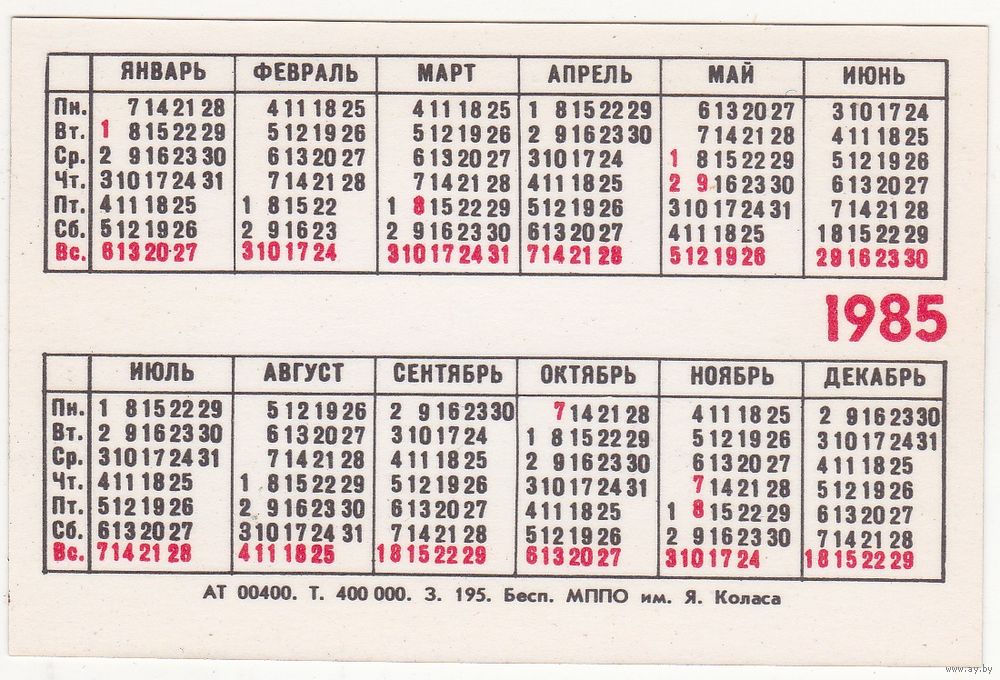 ЯНВАРЬ ФЕВРАЛЬ МАРТ АПРЕЛЬ МАЙ ИЮНЬ
Пн. 7 14 21 28 4 11 18 25 4 11 18 25 1 8 15 22 29 6 13 20 27 3 10 17 24
Вт. 1 8 15 22 29 5 12 19 26 5 12 19 26 2 9 16 23 30 7 14 21 28 4 11 18 25
Ср. 2 9 16 23 30 6 13 20 27 6 13 20 27 3 10 17 24 1 8 15 22 29 5 12 19 26
Чт. 3 10 17 24 31 7 14 21 28 7 14 21 28 4 11 18 25 2 9 16 23 30 6 13 20 27
Пт. 4 11 18 25 1 8 15 22 1 8 15 22 29 5 12 19 26 3 10 17 24 31 7 14 21 28
Сб. 5 12 19 26 2 9 16 23 2 9 16 23 30 6 13 20 27 4 11 18 25 1 8 15 22 29
Вс. 6 13 20 27 3 10 17 24 3 10 17 24 31 7 14 21 28 5 12 19 26 2 9 16 23 30
1985
ИЮЛЬ АВГУСТ СЕНТЯБРЬ ОКТЯБРЬ НОЯБРЬ ДЕКАБРЬ
Пн. 1 8 15 22 29 5 12 19 26 2 9 16 23 30 7 14 21 28 4 11 18 25 2 9 16 23 30
Вт. 2 9 16 23 30 6 13 20 27 3 10 17 24 1 8 15 22 29 5 12 19 26 3 10 17 24 31
Ср. 3 10 17 24 31 7 14 21 28 4 11 18 25 2 9 16 23 30 6 13 20 27 4 11 18 25
Чт. 4 11 18 25 1 8 15 22 29 5 12 19 26 3 10 17 24 31 7 14 21 28 5 12 19 26
Пт. 5 12 19 26 2 9 16 23 30 6 13 20 27 4 11 18 25 1 8 15 22 29 6 13 20 27
Сб. 6 13 20 27 3 10 17 24 31 7 14 21 28 5 12 19 26 2 9 16 23 30 7 14 21 28
Вс. 7 14 21 28 4 11 18 25 1 8 15 22 29 6 13 20 27 3 10 17 24 1 8 15 22 29
АТ 00400. Т. 400 000. З. 195. Бесп. МППО им. Я. Коласа
www.ay.by